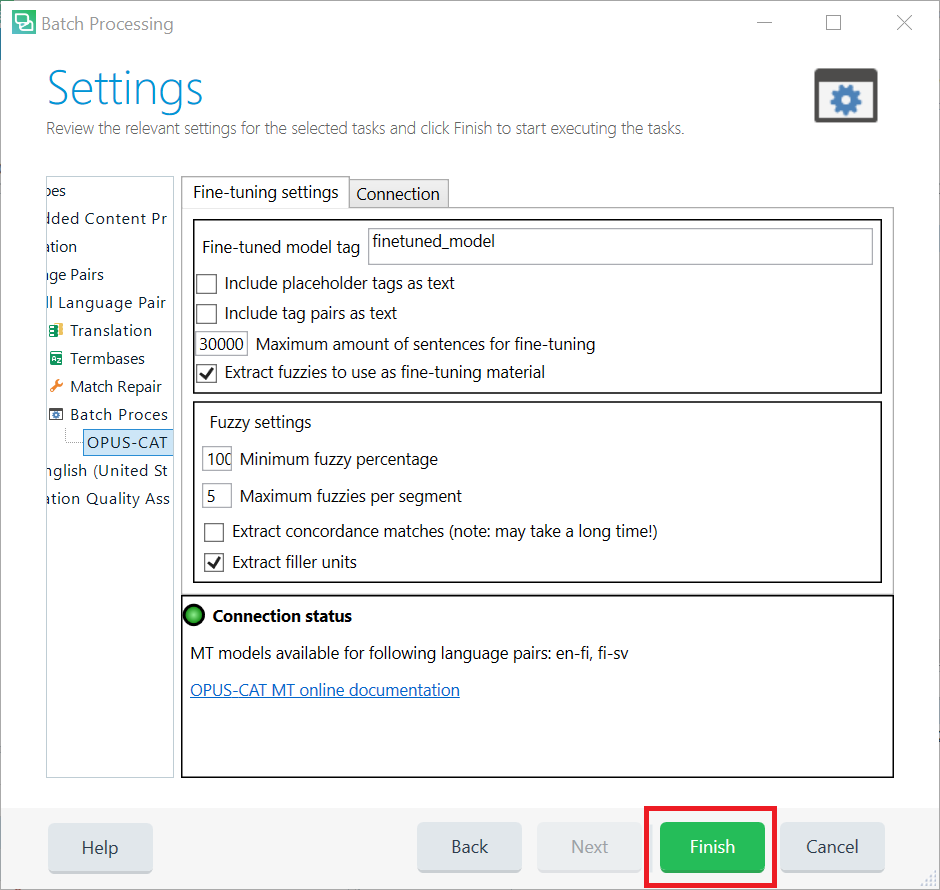 Batch Processing
Settings
Review the relevant settings for the selected tasks and click Finish to start executing the tasks.
pes
dded Content Pr
ation
age Pairs
ll Language Pair
Translation
Termbases
Match Repair
Batch Proces
OPUS-CAT
nglish (United St
ation Quality Ass
Fine-tuning settings
Connection
Fine-tuned model tag finetuned_model
Include placeholder tags as text
Include tag pairs as text
30000 Maximum amount of sentences for fine-tuning
Extract fuzzies to use as fine-tuning material
Fuzzy settings
100 Minimum fuzzy percentage
5 Maximum fuzzies per segment
Extract concordance matches (note: may take a long time!)
Extract filler units
Connection status
MT models available for following language pairs: en-fi, fi-sv
OPUS-CAT MT online documentation
Help
Back
Next
Finish
Cancel